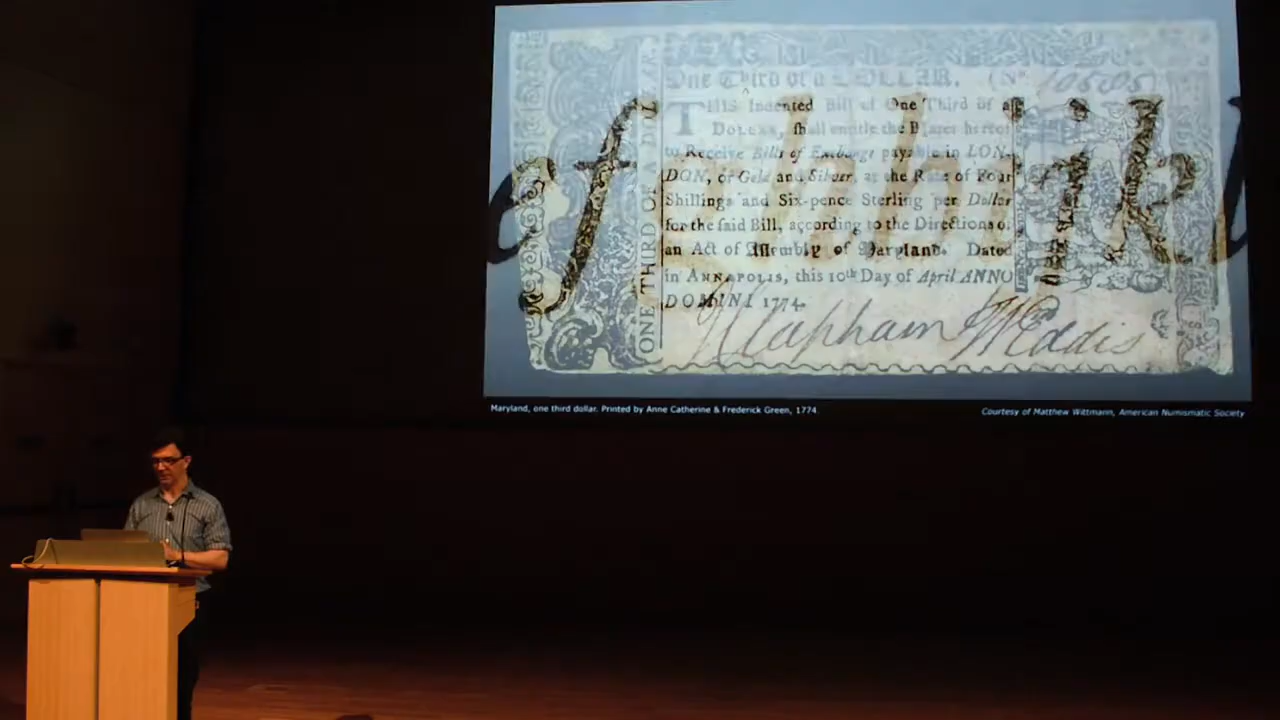 One Third of a DOLLAR. (No. 
THIS Indented Bill of One Third of a
DOLLAR, shall entitle the Bearer hereof
to Receive Bills of Exchange payable in LON-
DON, or Gold and Silver, at the Rate of Four
Shillings and Six-pence Sterling per Dollar
for the said Bill, according to the Directions of
an Act of Assembly of Maryland. Dated
in ANNAPOLIS, this 10th Day of April ANNO
DOMINI 1774.
ONE THIRD OF A DOLLAR
Clapham W Eddis
e f g h i j k l
Maryland, one third dollar. Printed by Anne Catherine & Frederick Green, 1774.
Courtesy of Matthew Wittmann, American Numismatic Society